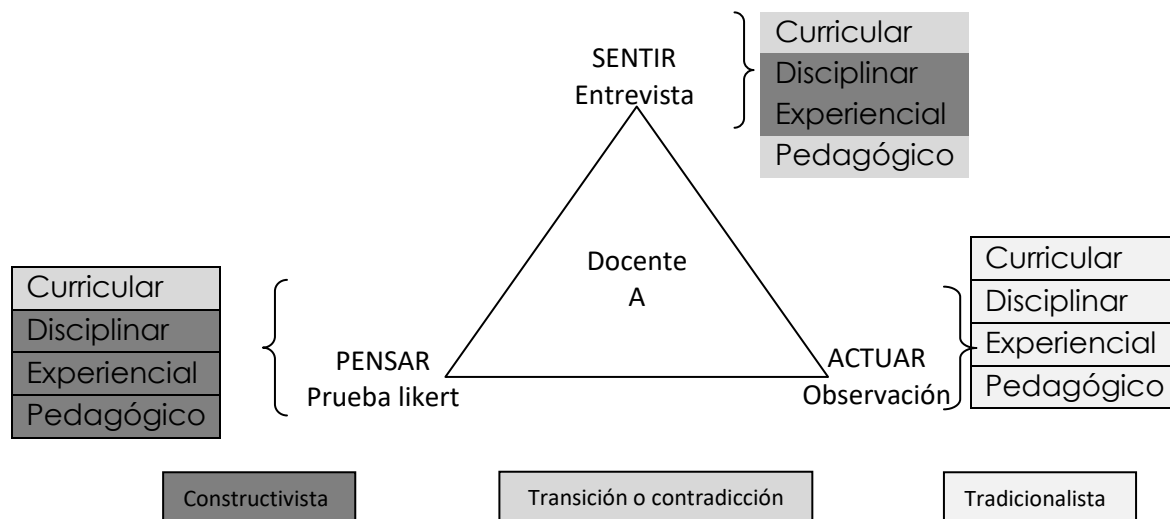 SENTIR
Entrevista
Curricular
Disciplinar
Experiencial
Pedagógico
Docente
A
Curricular
Disciplinar
Experiencial
Pedagógico
PENSAR
Prueba likert
ACTUAR
Observación
Curricular
Disciplinar
Experiencial
Pedagógico
Constructivista
Transición o contradicción
Tradicionalista